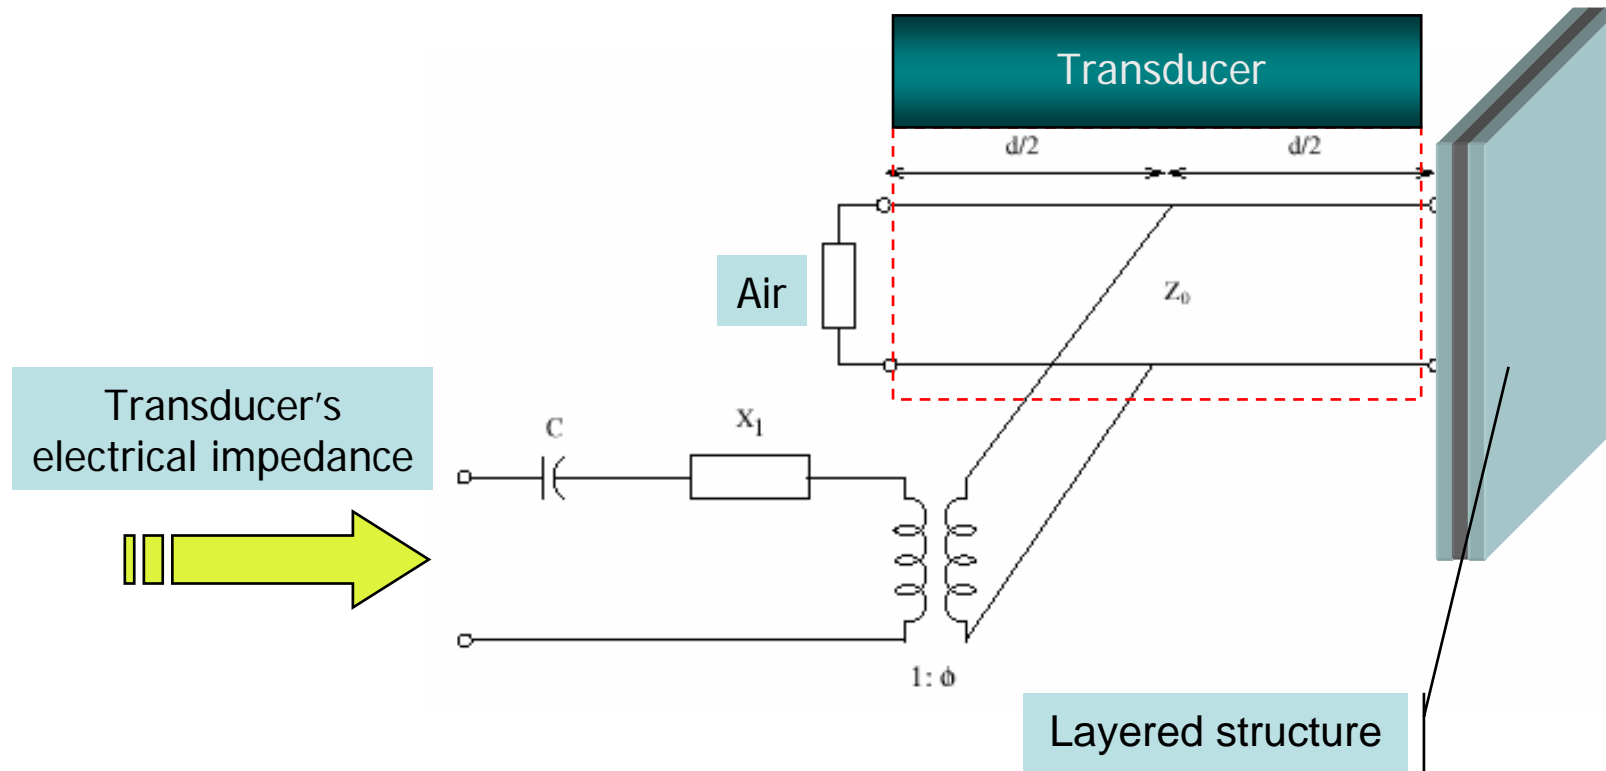 Transducer
d/2
d/2
Air
Z₀
Transducer's
electrical impedance
C
X₁
1: ϕ
Layered structure